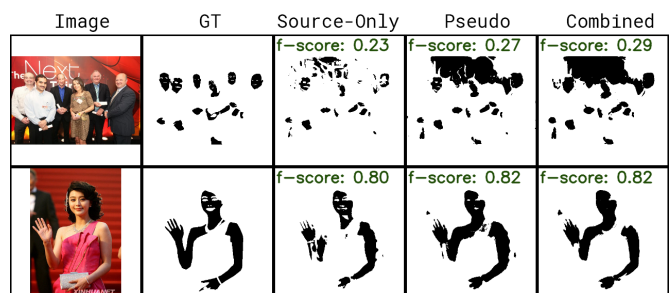 Image GT Source-Only Pseudo Combined
f-score: 0.23 f-score: 0.27 f-score: 0.29
Next
f-score: 0.80 f-score: 0.82 f-score: 0.82
XINHUANET